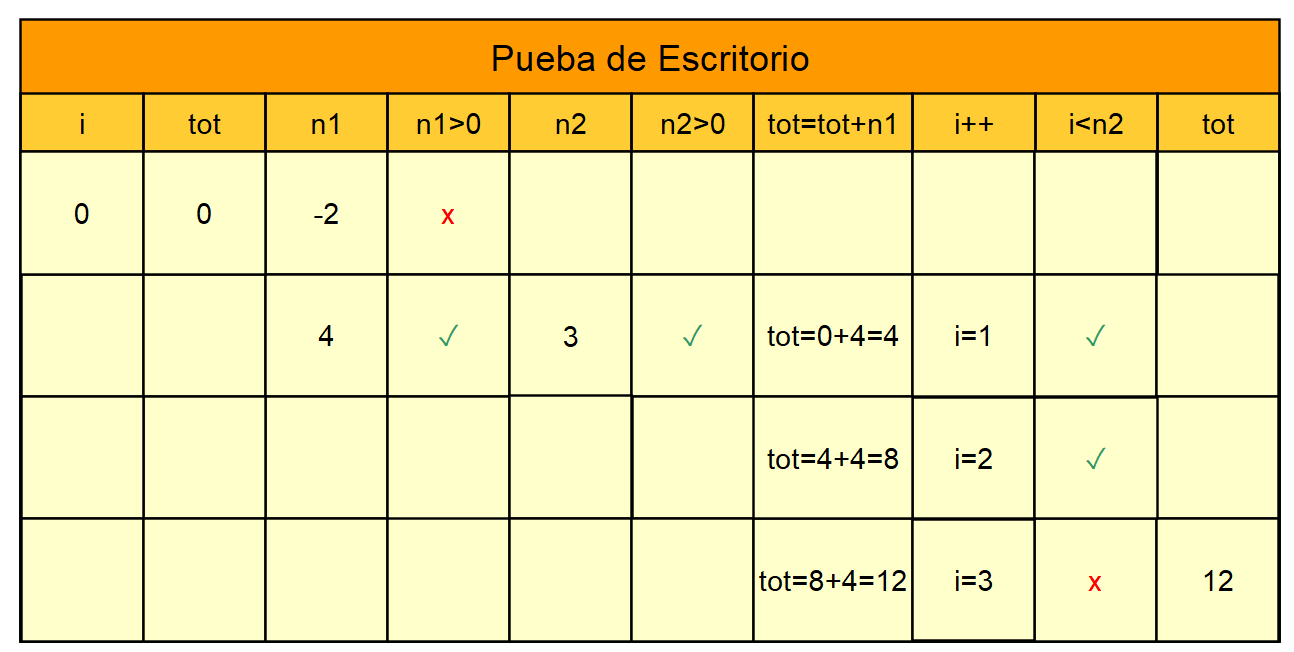 Pueba de Escritorio
i tot n1 n1>0 n2 n2>0 tot=tot+n1 i++ i<n2 tot
0 0 -2 x
4 ✓ 3 ✓ tot=0+4=4 i=1 ✓
tot=4+4=8 i=2 ✓
tot=8+4=12 i=3 x 12